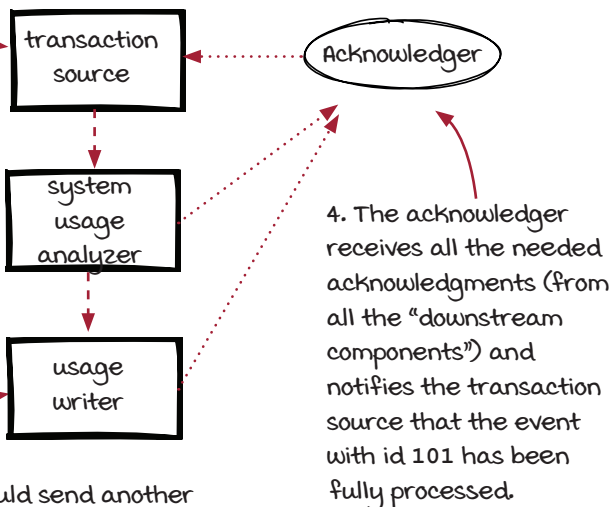 transaction
source
Acknowledger
system
usage
analyzer
usage
writer
4. The acknowledger
receives all the needed
acknowledgments (from
all the “downstream
components”) and
notifies the transaction
source that the event
with id 101 has been
fully processed.
send another